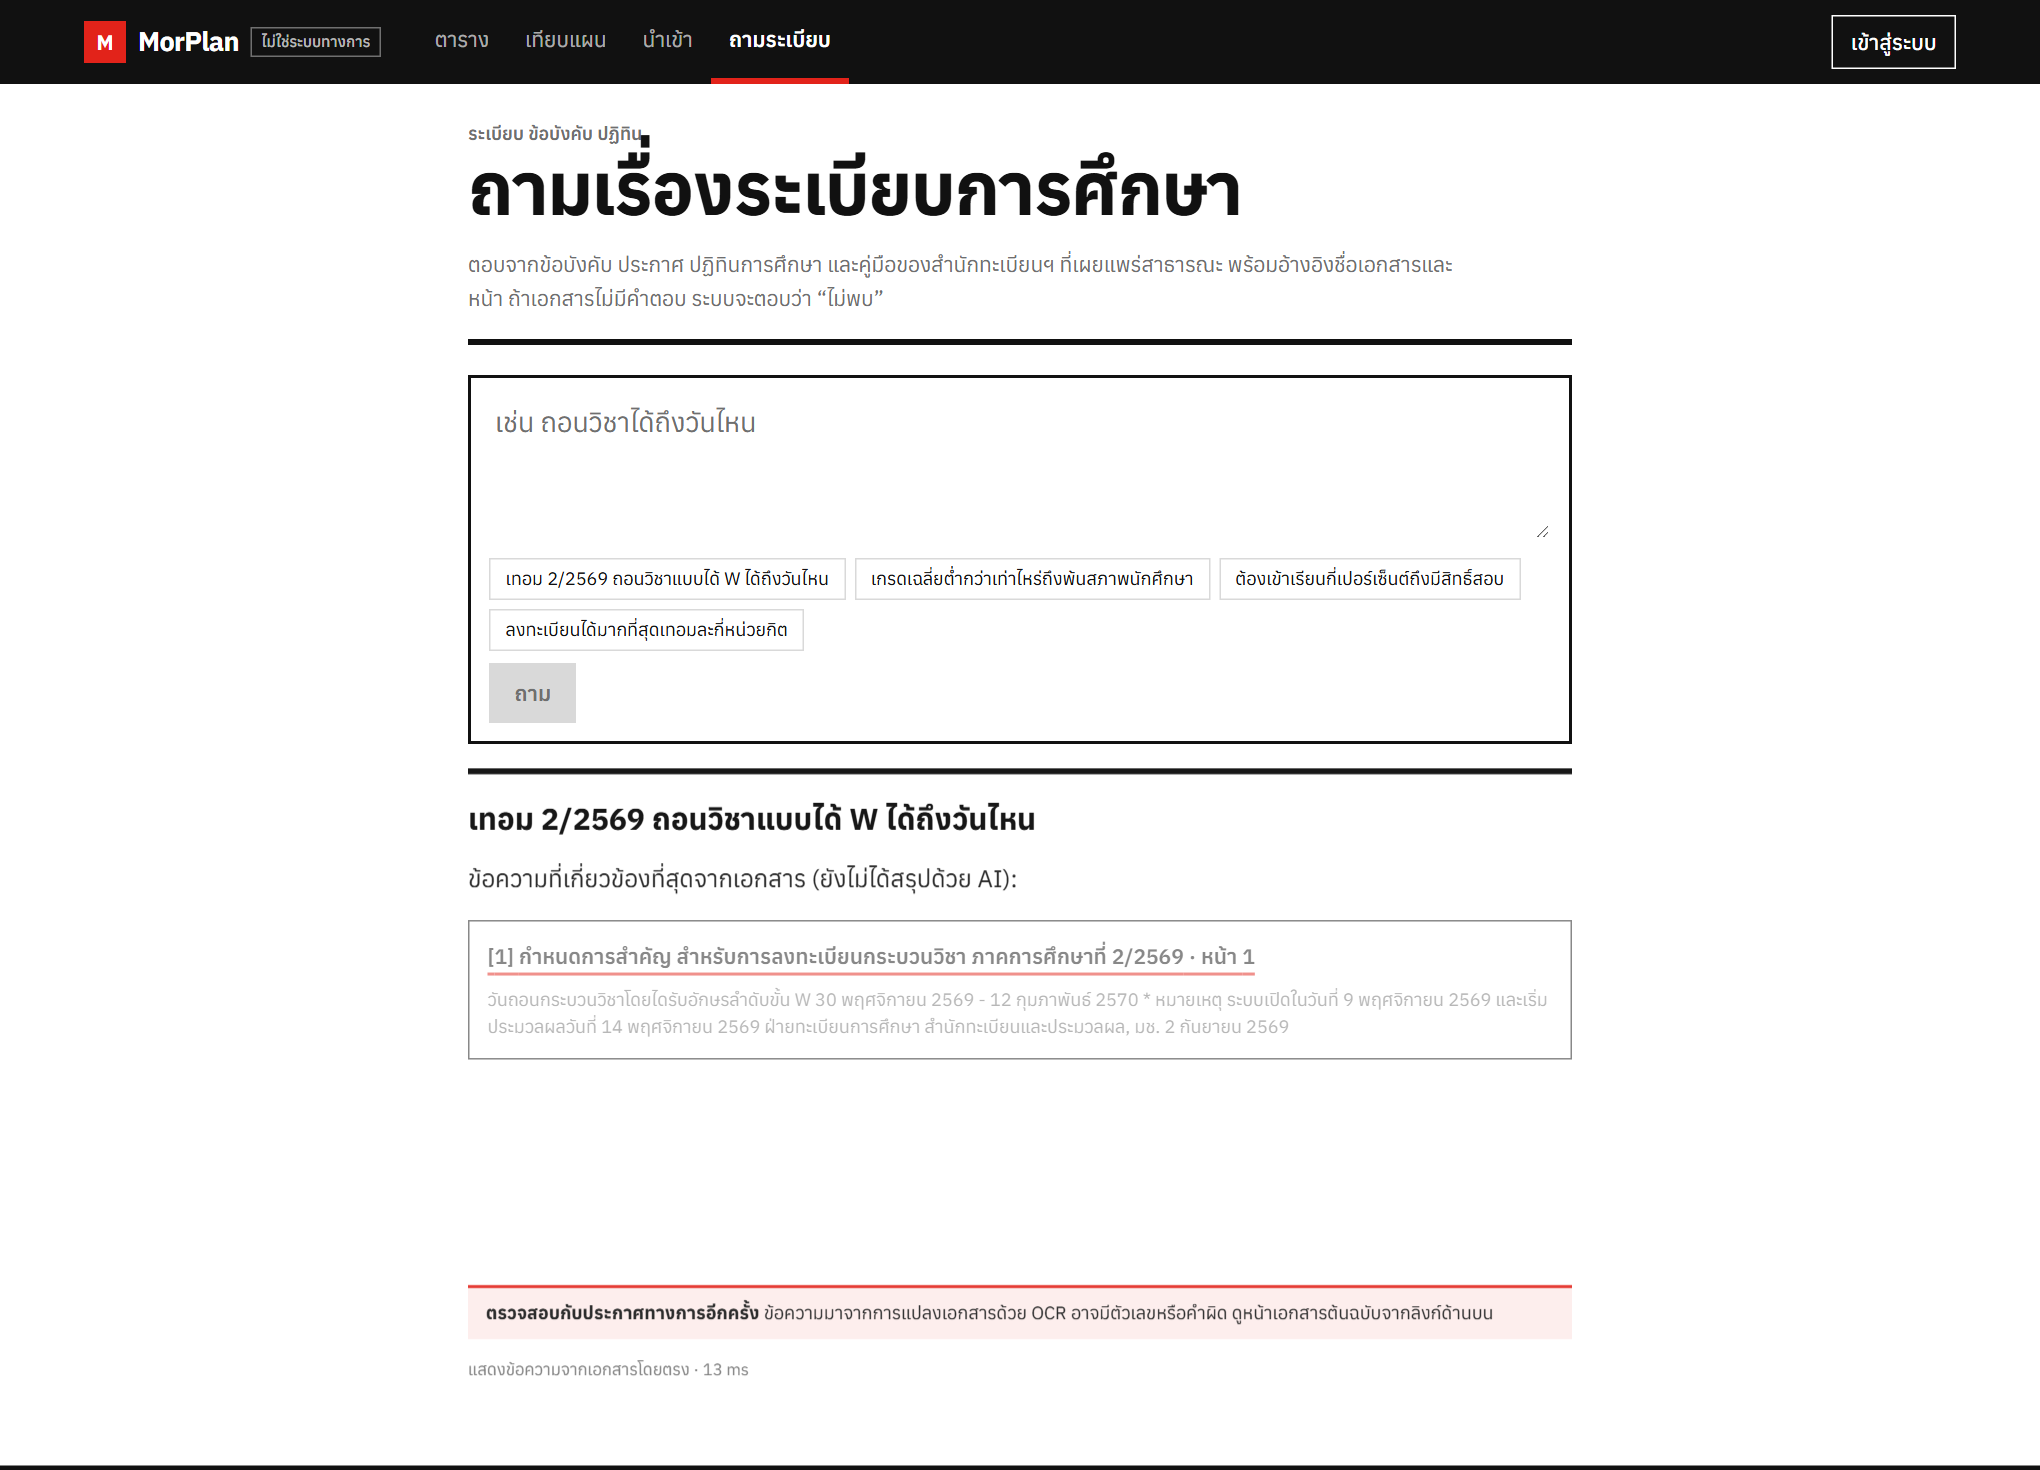 M MorPlan ไม่ใช่ระบบทางการ ตาราง เทียบแผน นำเข้า ถามระเบียบ เข้าสู่ระบบ
ระเบียบ ข้อบังคับ ปฏิทิน
ถามเรื่องระเบียบการศึกษา
ตอบจากข้อบังคับ ประกาศ ปฏิทินการศึกษา และคู่มือของสำนักทะเบียนฯ ที่เผยแพร่สาธารณะ พร้อมอ้างอิงชื่อเอกสารและ
หน้า ถ้าเอกสารไม่มีคำตอบ ระบบจะตอบว่า “ไม่พบ”
เช่น ถอนวิชาได้ถึงวันไหน
เทอม 2/2569 ถอนวิชาแบบได้ W ได้ถึงวันไหน เกรดเฉลี่ยต่ำกว่าเท่าไหร่ถึงพ้นสภาพนักศึกษา ต้องเข้าเรียนกี่เปอร์เซ็นต์ถึงมีสิทธิ์สอบ
ลงทะเบียนได้มากที่สุดเทอมละกี่หน่วยกิต
ถาม
เทอม 2/2569 ถอนวิชาแบบได้ W ได้ถึงวันไหน
ข้อความที่เกี่ยวข้องที่สุดจากเอกสาร (ยังไม่ได้สรุปด้วย AI):
[1] กำหนดการสำคัญ สำหรับการลงทะเบียนกระบวนวิชา ภาคการศึกษาที่ 2/2569 · หน้า 1
วันถอนกระบวนวิชาโดยไดรับอักษรลำดับขั้น W 30 พฤศจิกายน 2569 - 12 กุมภาพันธ์ 2570 * หมายเหตุ ระบบเปิดในวันที่ 9 พฤศจิกายน 2569 และเริ่ม
ประมวลผลวันที่ 14 พฤศจิกายน 2569 ฝ่ายทะเบียนการศึกษา สำนักทะเบียนและประมวลผล, มช. 2 กันยายน 2569
ตรวจสอบกับประกาศทางการอีกครั้ง ข้อความมาจากการแปลงเอกสารด้วย OCR อาจมีตัวเลขหรือคำผิด ดูหน้าเอกสารต้นฉบับจากลิงก์ด้านบน
แสดงข้อความจากเอกสารโดยตรง · 13 ms